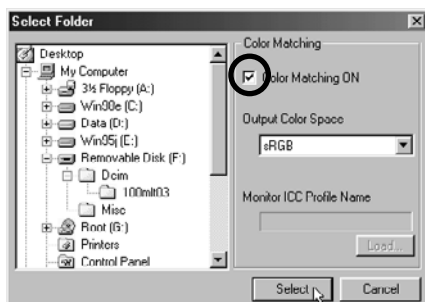 Select Folder
Desktop
My Computer
3½ Floppy (A:)
Win98e (C:)
Data (D:)
Win95j (E:)
Removable Disk (F:)
Dcim
100mlt03
Misc
Root (G:)
Printers
Control Panel
Color Matching
Color Matching ON
Output Color Space
sRGB
Monitor ICC Profile Name
Load...
Select
Cancel